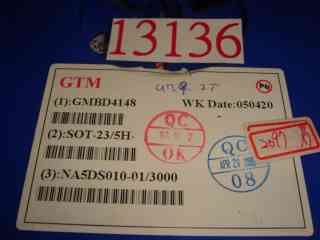 13136
GTM
Pb
(1):GMBD4148
WK Date:050420
(2):SOT-23/5H-
QC
OK
QC
08
(3):NA5DS010-01/3000